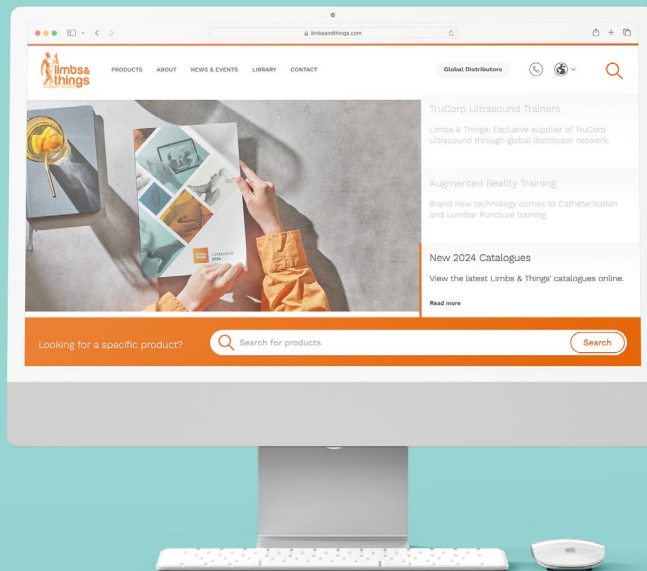 limbsandthings.com
limbs&
things
PRODUCTS
ABOUT
NEWS & EVENTS
LIBRARY
CONTACT
Global Distributors
TruCorp Ultrasound Trainers
Limbs & Things: Exclusive supplier of TruCorp
Ultrasound through global distributor network.
Augmented Reality Training
Brand new technology comes to Catheterisation
and Lumbar Puncture training.
CATALOGUE
2024
New 2024 Catalogues
View the latest Limbs & Things' catalogues online.
Read more
Looking for a specific product?
Search for products
Search